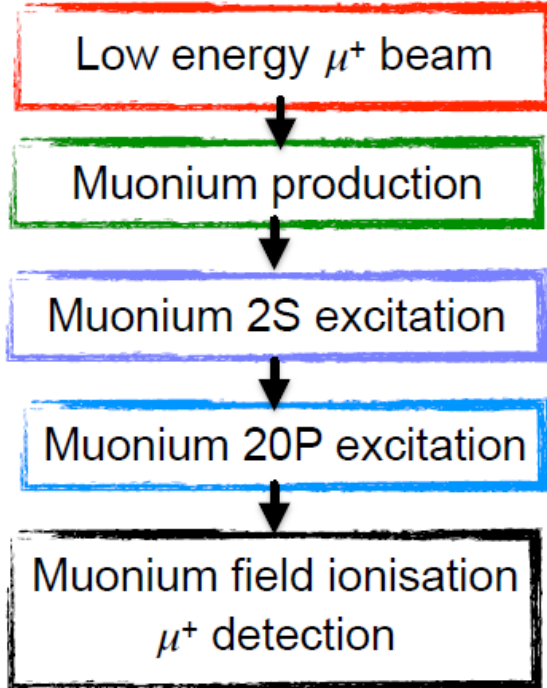 Low energy μ⁺ beam
Muonium production
Muonium 2S excitation
Muonium 20P excitation
Muonium field ionisation
μ⁺ detection